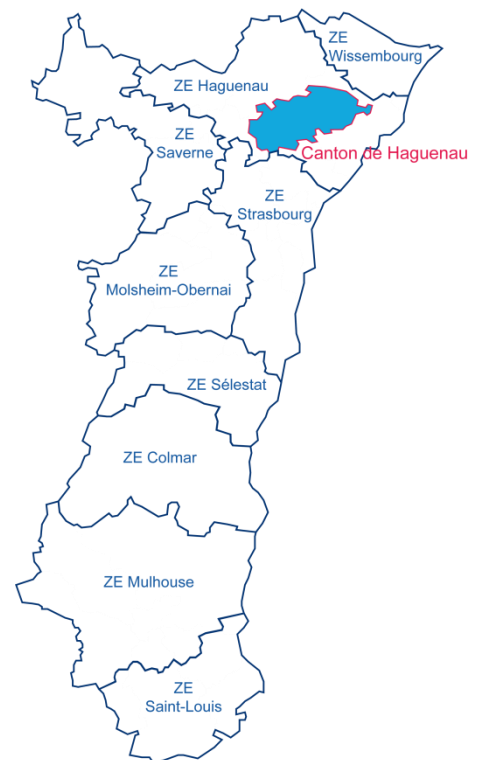 ZE
Wissembourg
ZE Haguenau
ZE
Saverne
Canton de Haguenau
ZE
Strasbourg
ZE
Molsheim-Obernai
ZE Sélestat
ZE Colmar
ZE Mulhouse
ZE
Saint-Louis